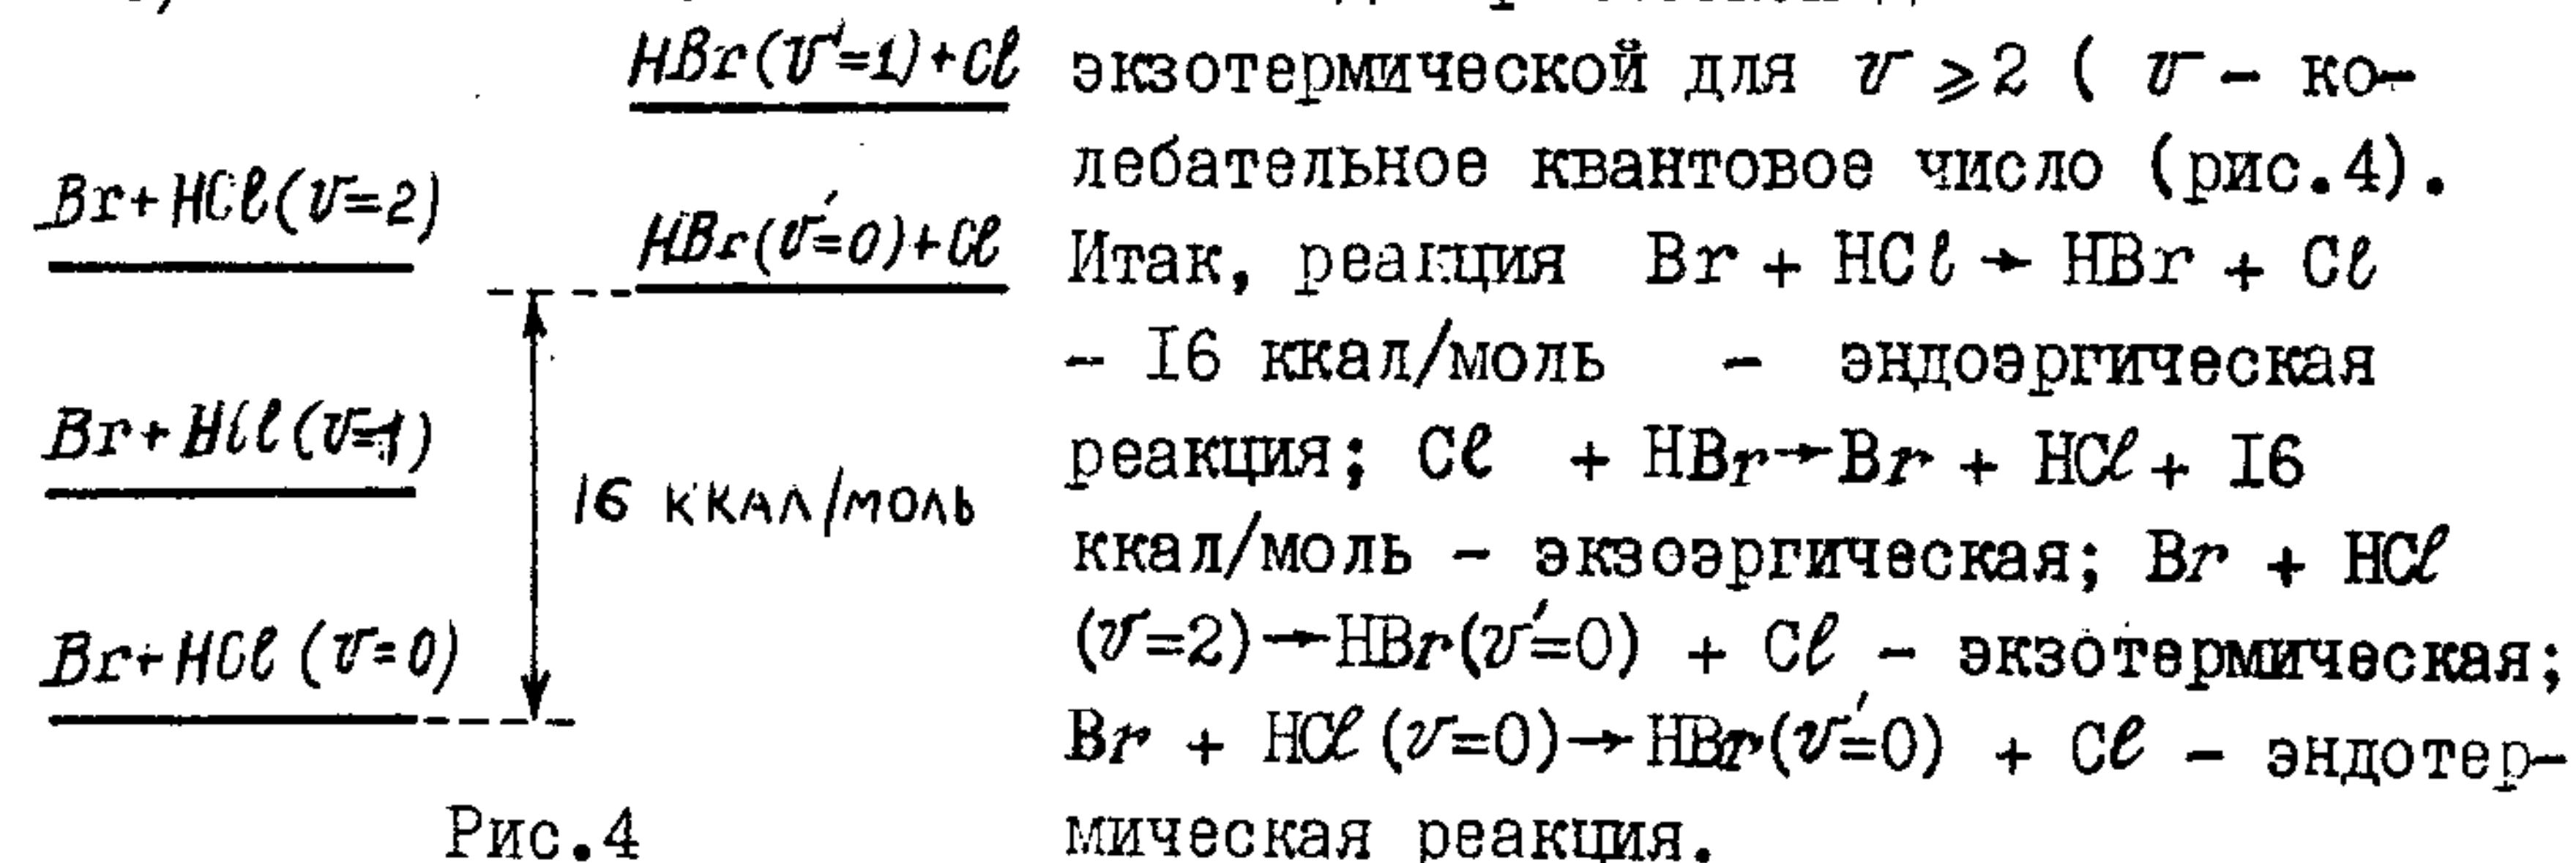 HBr(v'=1)+Cl
Br+HCl(v=2)
HBr(v'=0)+Cl
Br+HCl(v=1)
16 ККАЛ/МОЛЬ
Br+HCl (v=0)
Рис.4
экзотермической для v ⩾ 2 ( v - ко-
лебательное квантовое число (рис.4).
Итак, реакция Br + HCl → HBr + Cl
- I6 ккал/моль - эндоэргическая
реакция; Cl + HBr→Br + HCl + I6
ккал/моль - экзоэргическая; Br + HCl
(v=2)→HBr(v'=0) + Cl - экзотермическая;
Br + HCl (v=0)→HBr(v'=0) + Cl - эндотер-
мическая реакция.